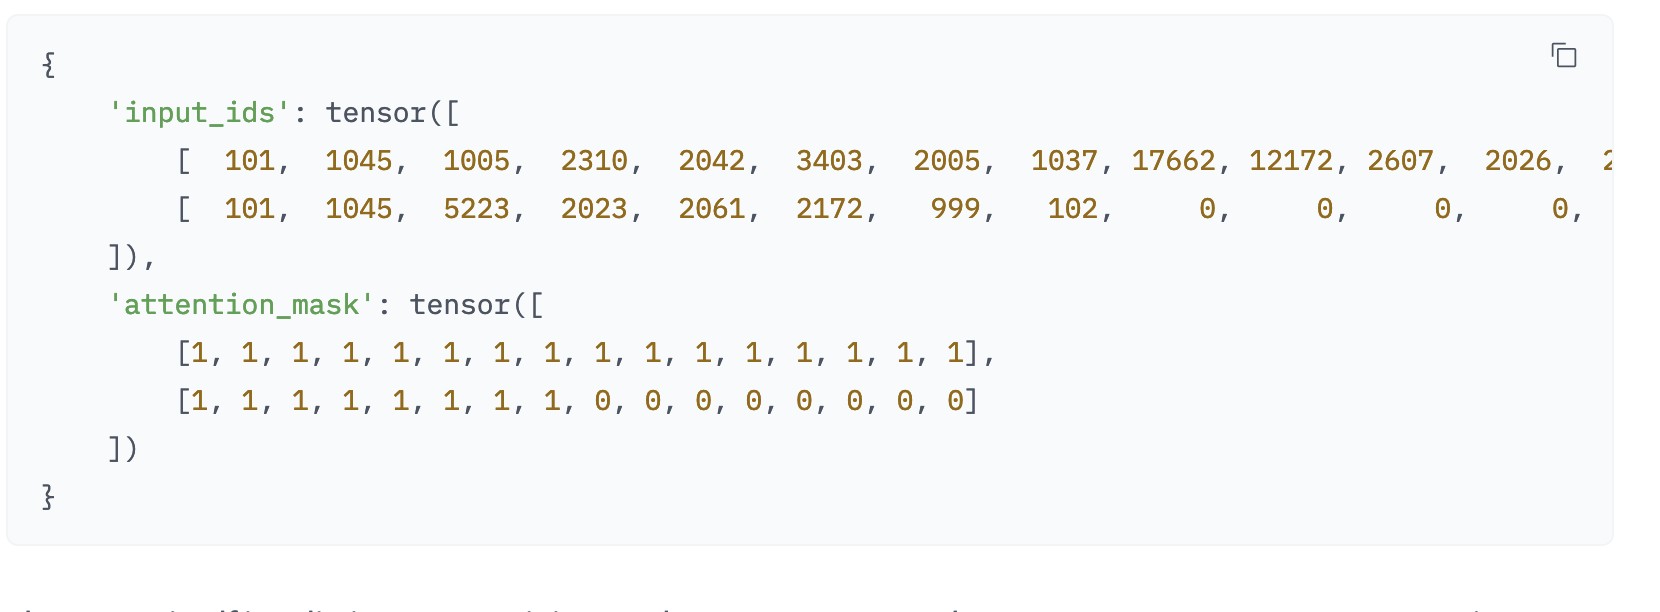 {
    'input_ids': tensor([
        [  101,  1045,  1005,  2310,  2042,  3403,  2005,  1037, 17662, 12172, 2607,  2026,
        [  101,  1045,  5223,  2023,  2061,  2172,   999,   102,     0,     0,     0,     0,
    ]),
    'attention_mask': tensor([
        [1, 1, 1, 1, 1, 1, 1, 1, 1, 1, 1, 1, 1, 1, 1, 1],
        [1, 1, 1, 1, 1, 1, 1, 1, 0, 0, 0, 0, 0, 0, 0, 0]
    ])
}